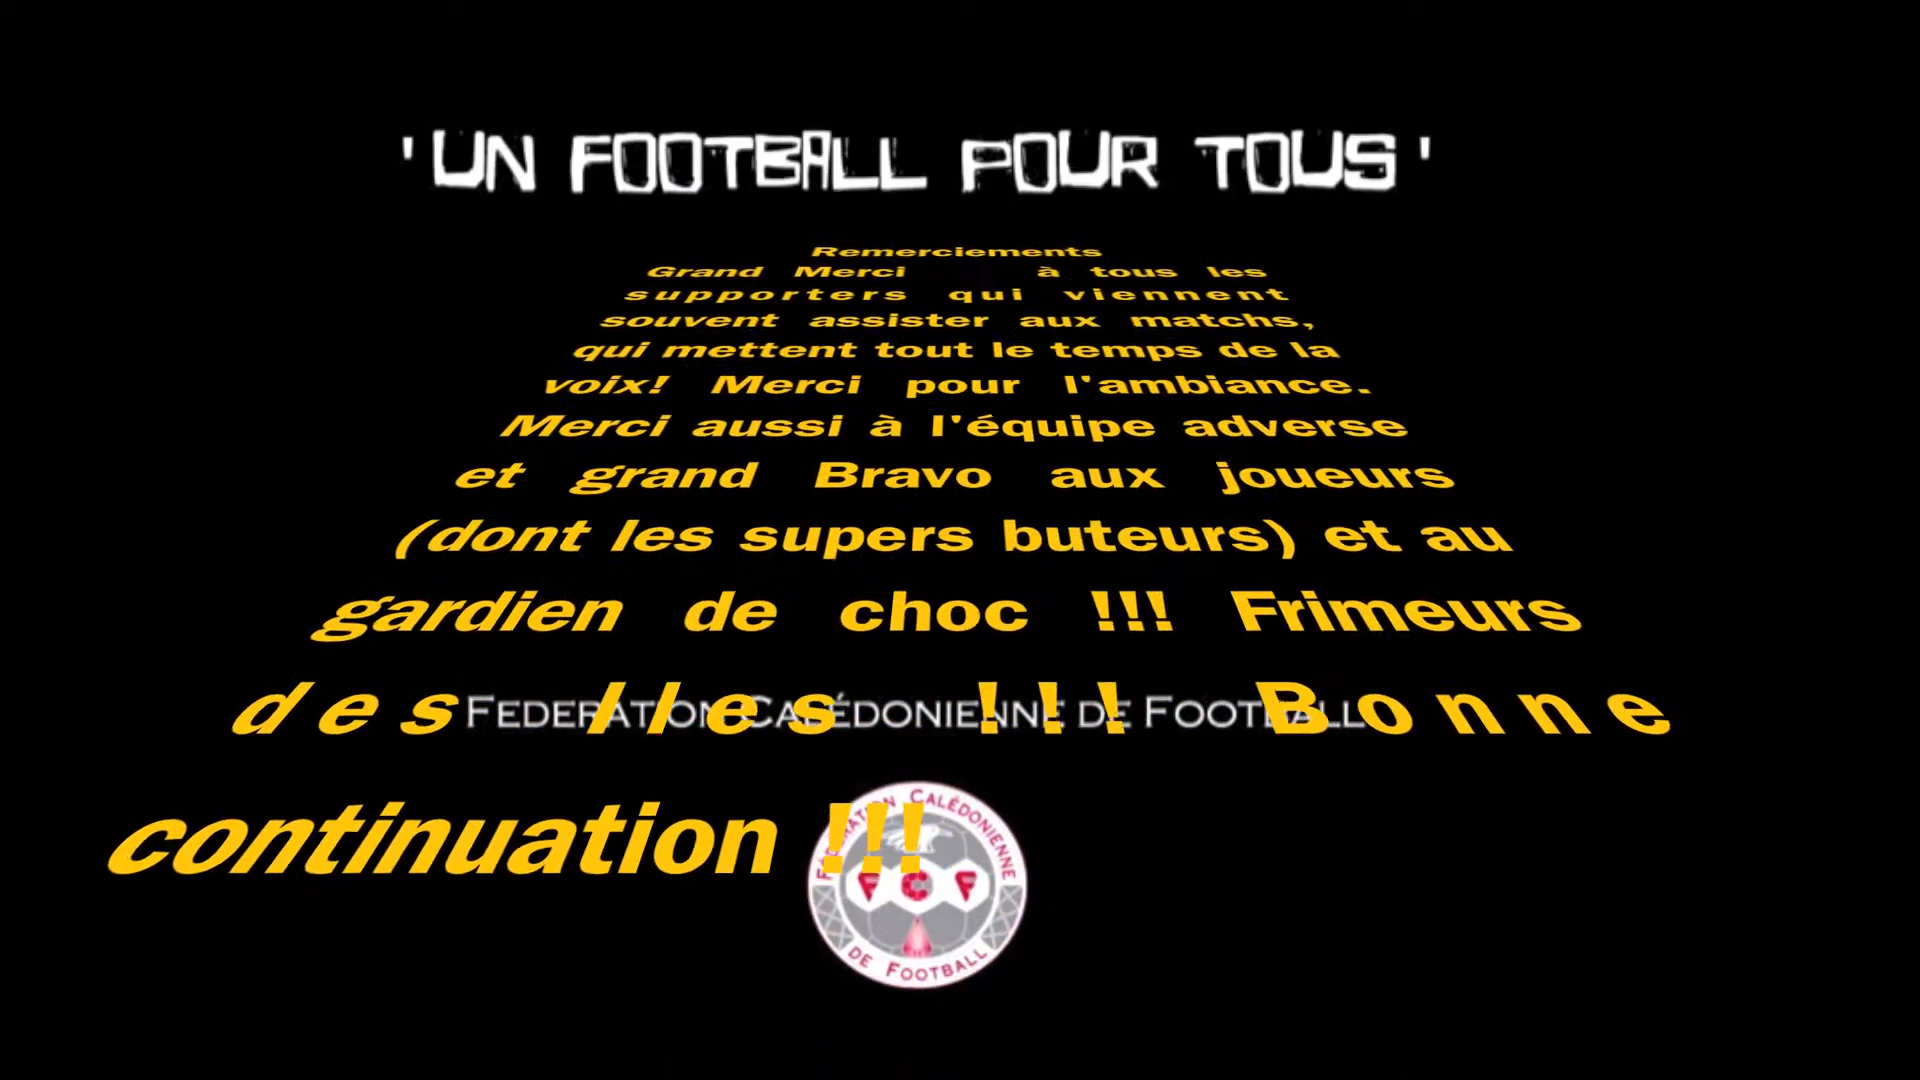 'UN FOOTBALL POUR TOUS'
Remerciements
Grand Merci à tous les
supporters qui viennent
souvent assister aux matchs,
qui mettent tout le temps de la
voix! Merci pour l'ambiance.
Merci aussi à l'équipe adverse
et grand Bravo aux joueurs
(dont les supers buteurs) et au
gardien de choc !!! Frimeurs
des Iles !!! Bonne
continuation !!!
FEDERATION CALÉDONIENNE DE FOOTBALL
FÉDÉRATION CALÉDONIENNE
FCF
DE FOOTBALL